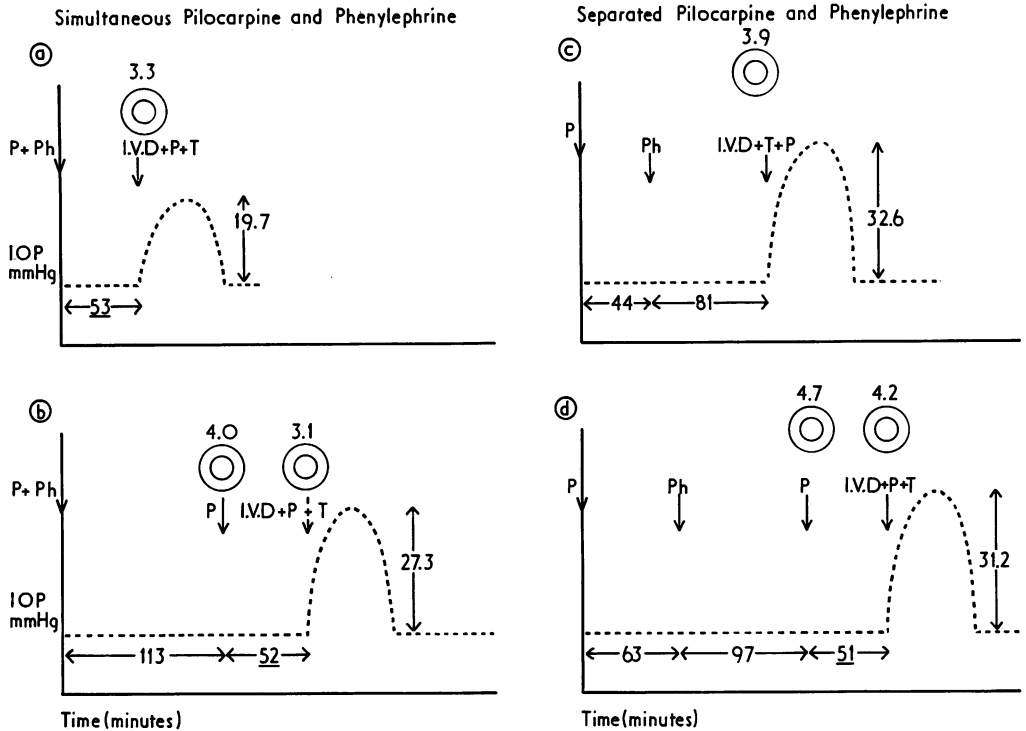 Simultaneous Pilocarpine and Phenylephrine
a
3.3
P+Ph
I.V.D+P+T
19.7
I.O.P
mmHg
53
b
4.0
3.1
P+Ph
P
I.V.D+P+T
27.3
I.O.P
mmHg
113
52
Time(minutes)
Separated Pilocarpine and Phenylephrine
c
3.9
P
Ph
I.V.D+T+P
32.6
44
81
d
4.7
4.2
P
Ph
P
I.V.D+P+T
31.2
63
97
51
Time(minutes)